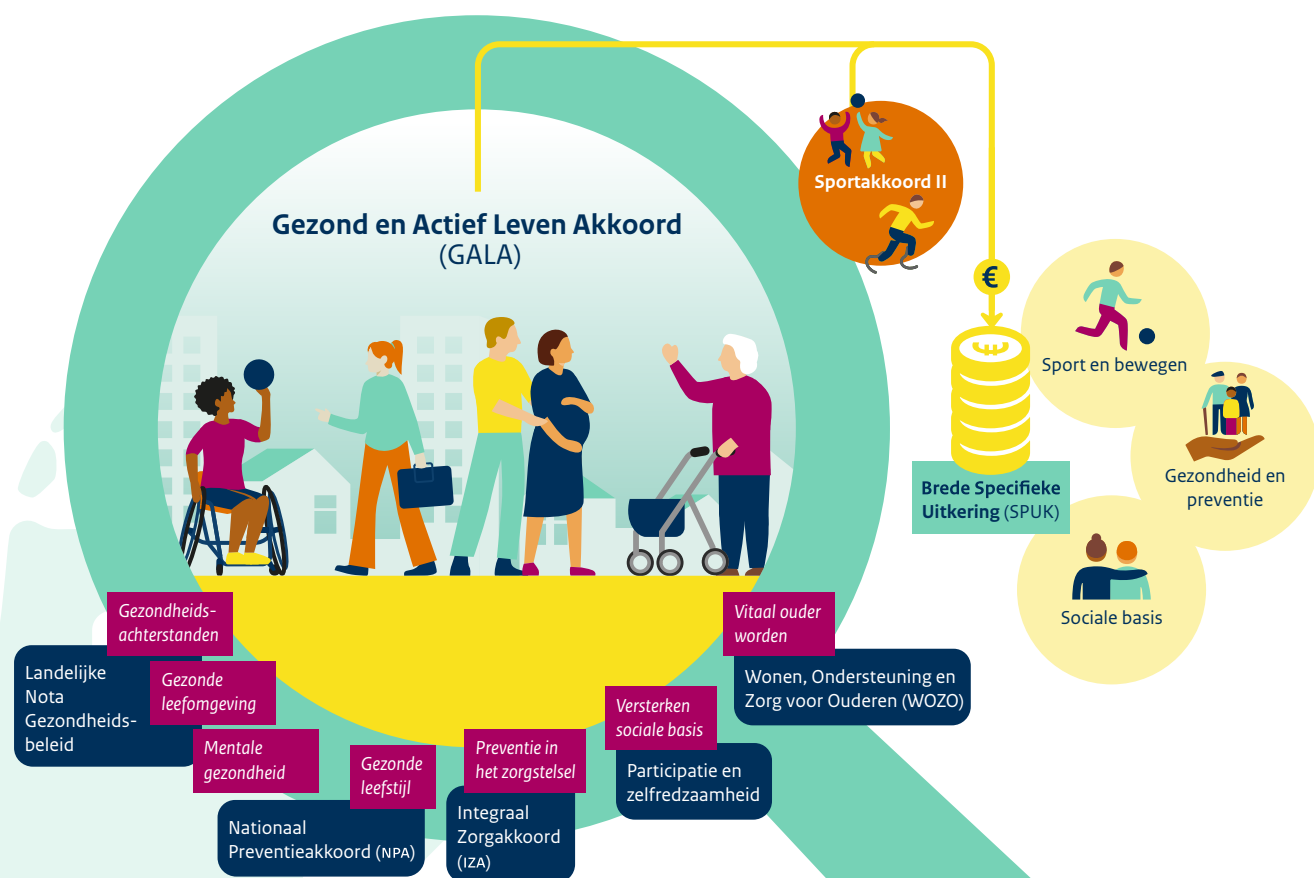 Gezond en Actief Leven Akkoord
(GALA)
Sportakkoord II
€
Sport en bewegen
Gezondheid en
preventie
Brede Specifieke
Uitkering (SPUK)
Sociale basis
Gezondheids-
achterstanden
Landelijke
Nota
Gezondheids-
beleid
Gezonde
leefomgeving
Mentale
gezondheid
Gezonde
leefstijl
Nationaal
Preventieakkoord (NPA)
Preventie in
het zorgstelsel
Integraal
Zorgakkoord
(IZA)
Versterken
sociale basis
Participatie en
zelfredzaamheid
Vitaal ouder
worden
Wonen, Ondersteuning en
Zorg voor Ouderen (WOZO)